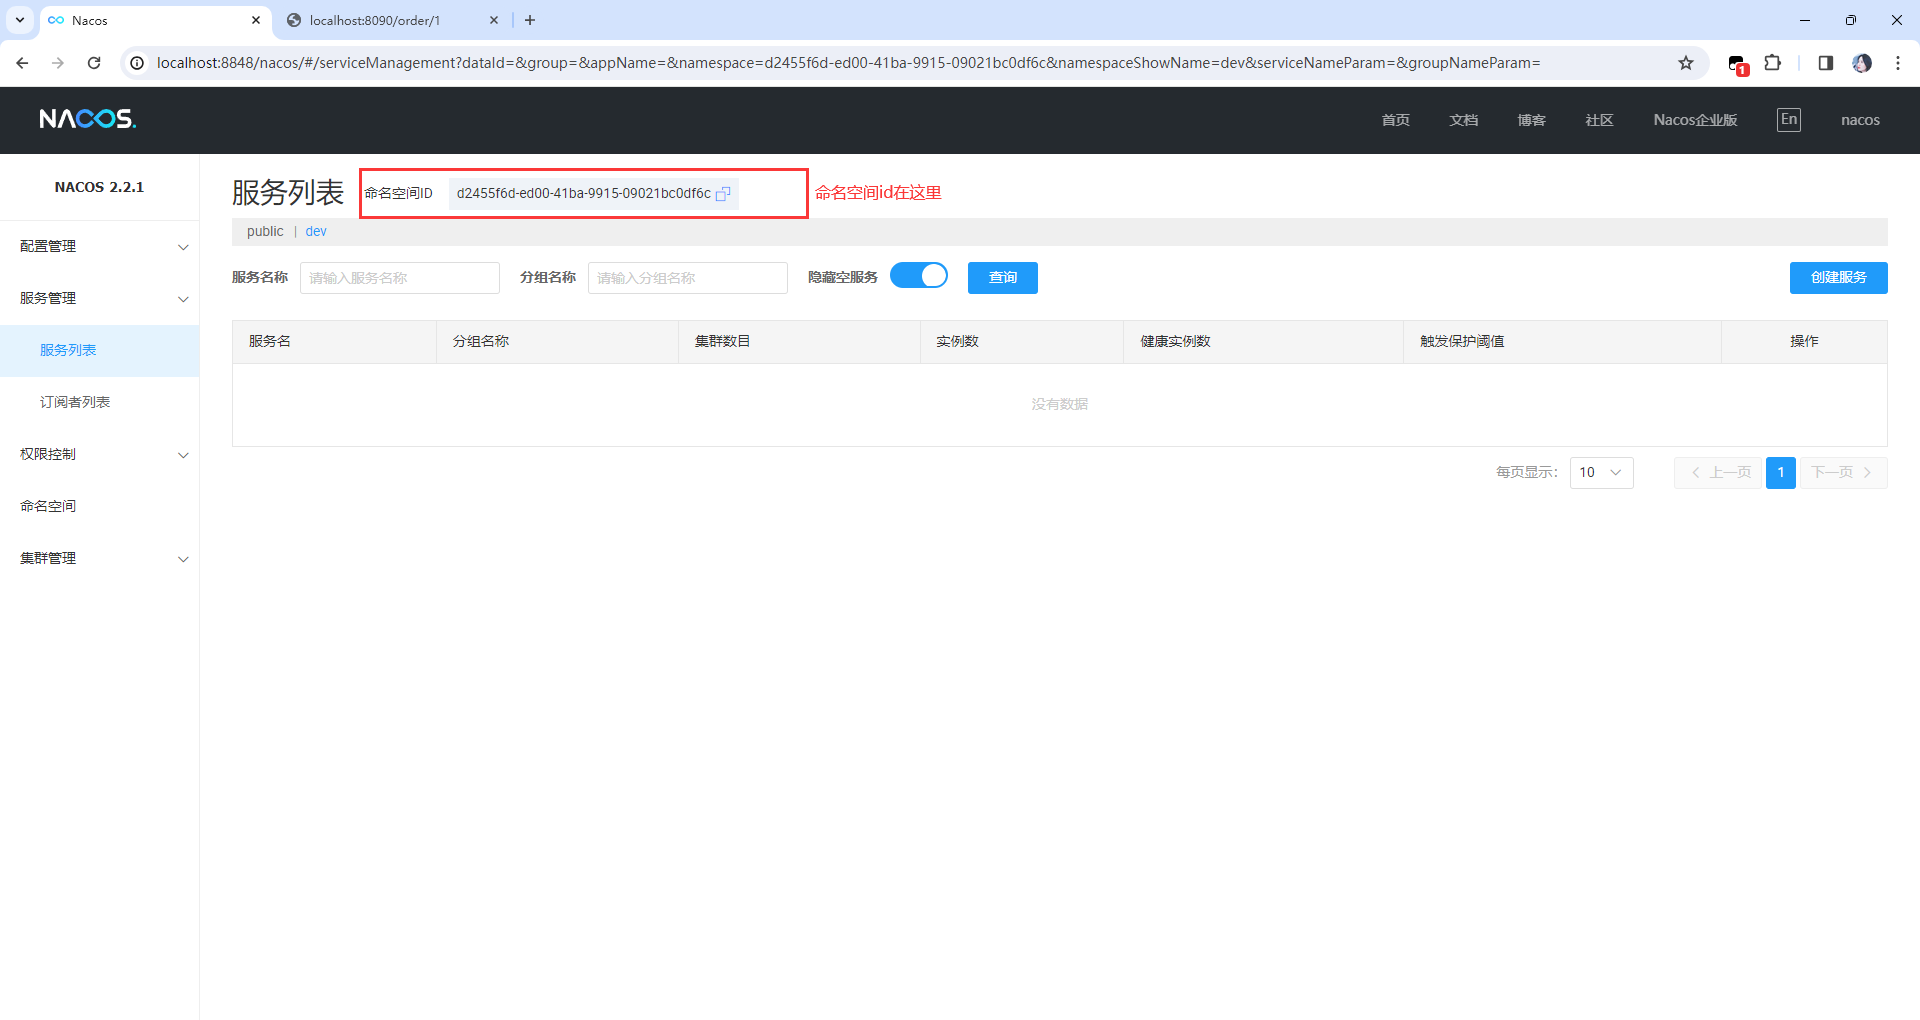 Nacos
localhost:8090/order/1
localhost:8848/nacos/#/serviceManagement?dataId=&group=&appName=&namespace=d2455f6d-ed00-41ba-9915-09021bc0df6c&namespaceShowName=dev&serviceNameParam=&groupNameParam=
1
NACOS.
首页 文档 博客 社区 Nacos企业版 En nacos
NACOS 2.2.1
配置管理
服务管理
服务列表
订阅者列表
权限控制
命名空间
集群管理
服务列表 命名空间ID d2455f6d-ed00-41ba-9915-09021bc0df6c 命名空间id在这里
public | dev
服务名称 请输入服务名称 分组名称 请输入分组名称 隐藏空服务 查询 创建服务
服务名 分组名称 集群数目 实例数 健康实例数 触发保护阈值 操作
没有数据
每页显示: 10 上一页 1 下一页